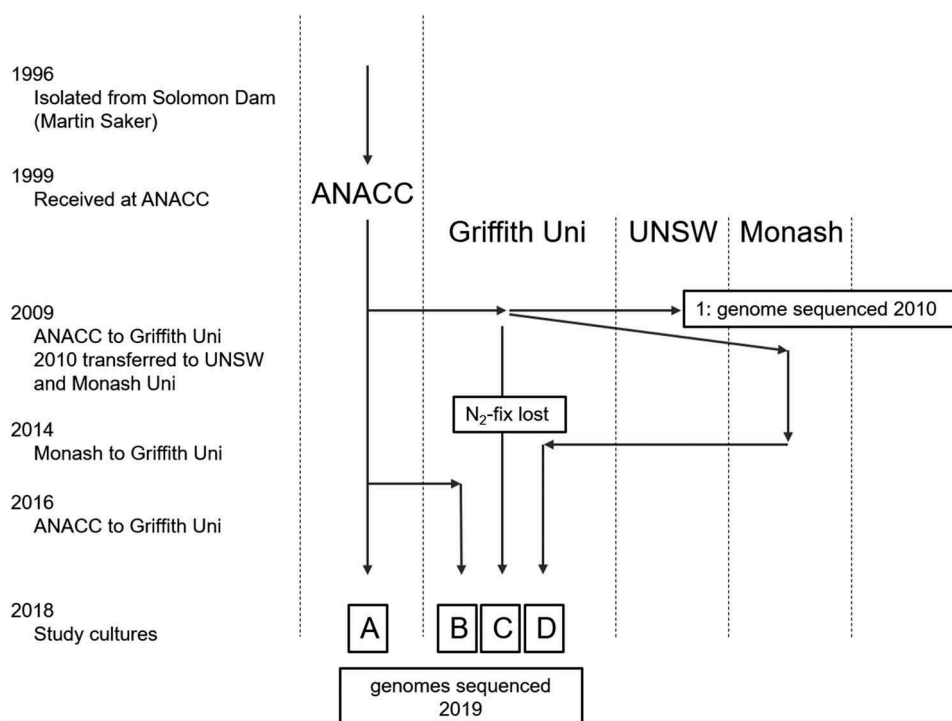 1996
Isolated from Solomon Dam
(Martin Saker)
1999
Received at ANACC
ANACC
Griffith Uni
UNSW
Monash
2009
ANACC to Griffith Uni
2010 transferred to UNSW
and Monash Uni
1: genome sequenced 2010
N₂-fix lost
2014
Monash to Griffith Uni
2016
ANACC to Griffith Uni
2018
Study cultures
A
B
C
D
genomes sequenced
2019